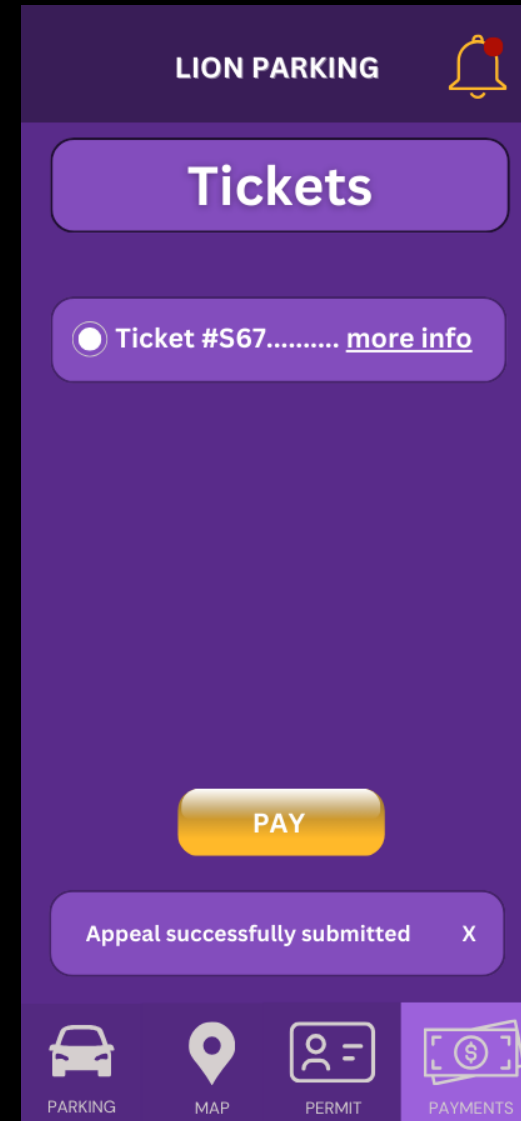 LION PARKING
Tickets
Ticket #S67.......... more info
PAY
Appeal successfully submitted X
$
PARKING MAP PERMIT PAYMENTS